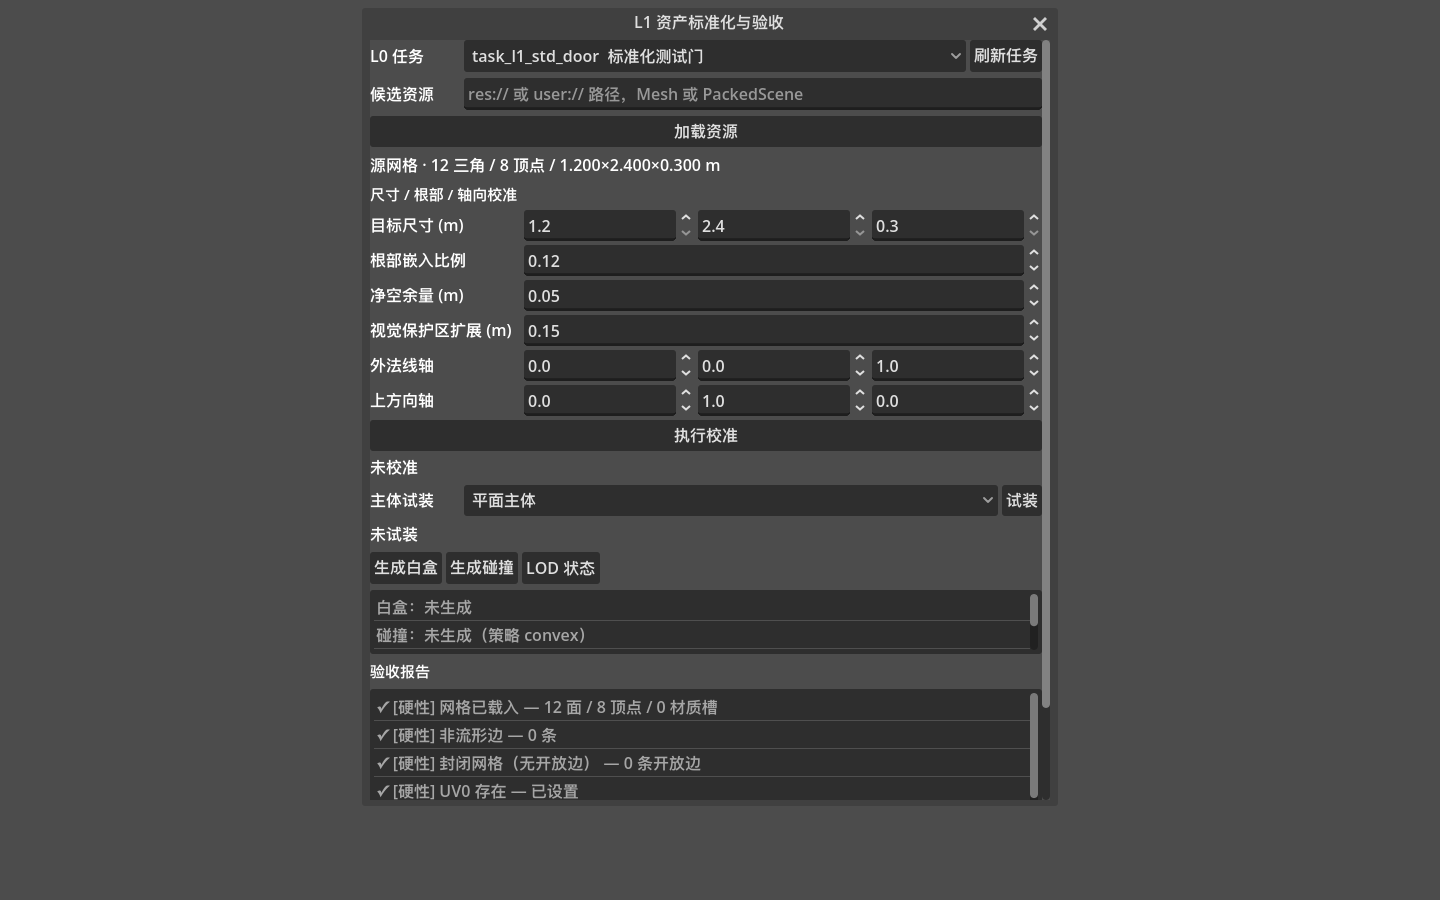 L1 资产标准化与验收
L0 任务 task_l1_std_door 标准化测试门 刷新任务
候选资源 res:// 或 user:// 路径，Mesh 或 PackedScene
加载资源
源网格 · 12 三角 / 8 顶点 / 1.200×2.400×0.300 m
尺寸 / 根部 / 轴向校准
目标尺寸 (m) 1.2 2.4 0.3
根部嵌入比例 0.12
净空余量 (m) 0.05
视觉保护区扩展 (m) 0.15
外法线轴 0.0 0.0 1.0
上方向轴 0.0 1.0 0.0
执行校准
未校准
主体试装 平面主体 试装
未试装
生成白盒 生成碰撞 LOD 状态
白盒：未生成
碰撞：未生成（策略 convex）
验收报告
✓ [硬性] 网格已载入 — 12 面 / 8 顶点 / 0 材质槽
✓ [硬性] 非流形边 — 0 条
✓ [硬性] 封闭网格（无开放边） — 0 条开放边
✓ [硬性] UV0 存在 — 已设置